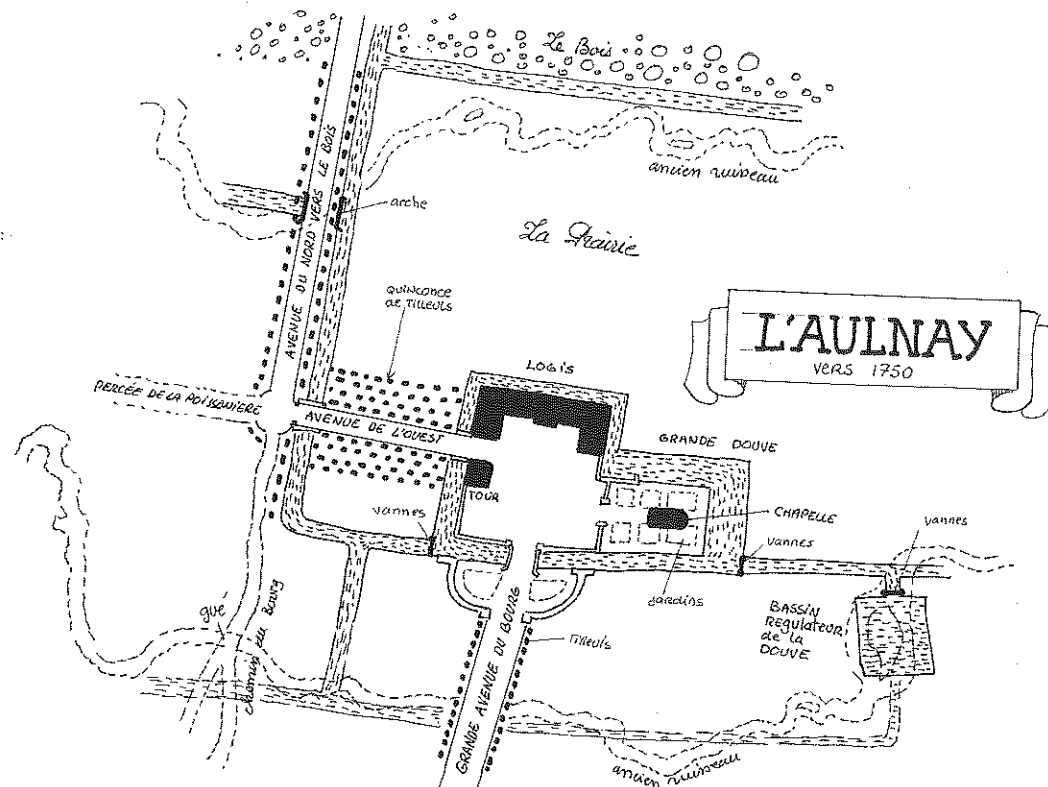 Le Bois
ancien ruisseau
arche
La Prairie
AVENUE DU NORD VERS LE BOIS
QUINCONCE
de TILLEULS
L'AULNAY
VERS 1750
LOGIS
PERCÉE DE LA POISSONIERE
AVENUE DE L'OUEST
GRANDE DOUVE
TOUR
vannes
CHAPELLE
vannes
vannes
jardins
gué
chemin du Bourg
BASSIN
REGULATEUR
de la
DOUVE
Tilleuls
GRANDE AVENUE DU BOURG
ancien ruisseau